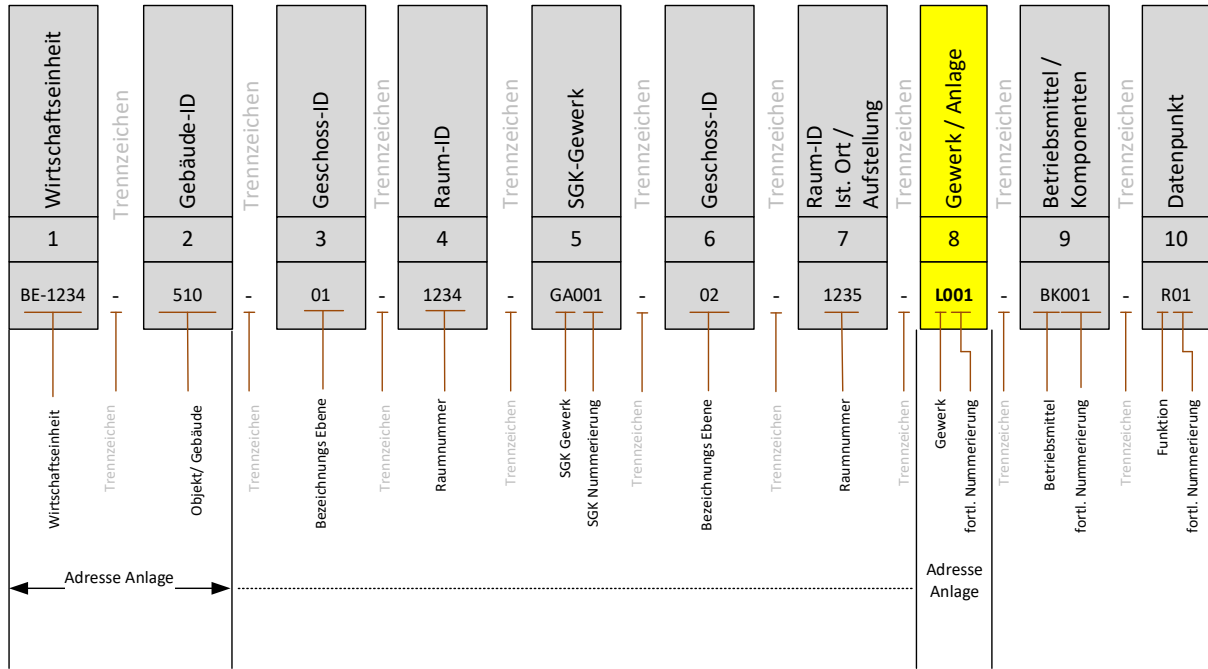 Wirtschaftseinheit
Trennzeichen
Gebäude-ID
Trennzeichen
Geschoss-ID
Trennzeichen
Raum-ID
Trennzeichen
SGK-Gewerk
Trennzeichen
Geschoss-ID
Trennzeichen
Raum-ID
Ist. Ort /
Aufstellung
Trennzeichen
Gewerk / Anlage
Trennzeichen
Betriebsmittel /
Komponenten
Trennzeichen
Datenpunkt
1 2 3 4 5 6 7 8 9 10
BE-1234 - 510 - 01 - 1234 - GA001 - 02 - 1235 - L001 - BK001 - R01
Wirtschaftseinheit
Trennzeichen
Objekt/ Gebäude
Trennzeichen
Bezeichnungs Ebene
Trennzeichen
Raumnummer
Trennzeichen
SGK Gewerk
SGK Nummerierung
Trennzeichen
Bezeichnungs Ebene
Trennzeichen
Raumnummer
Trennzeichen
Gewerk
fortl. Nummerierung
Trennzeichen
Betriebsmittel
fortl. Nummerierung
Trennzeichen
Funktion
fortl. Nummerierung
Adresse Anlage
Adresse
Anlage